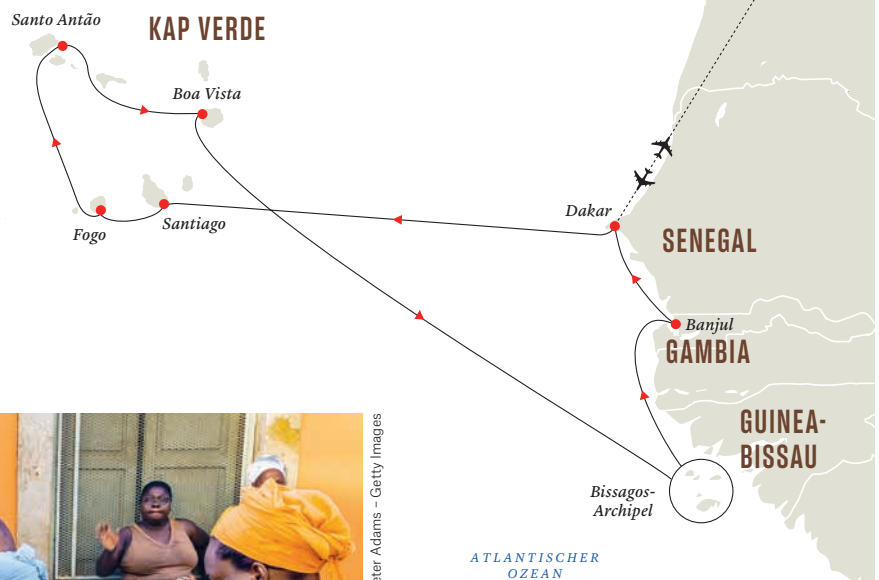 Santo Antão
KAP VERDE
Boa Vista
Dakar
Santiago
Fogo
SENEGAL
Banjul
GAMBIA
GUINEA-
BISSAU
Bissagos-
Archipel
Adams – Getty Images
ATLANTISCHER
OZEAN